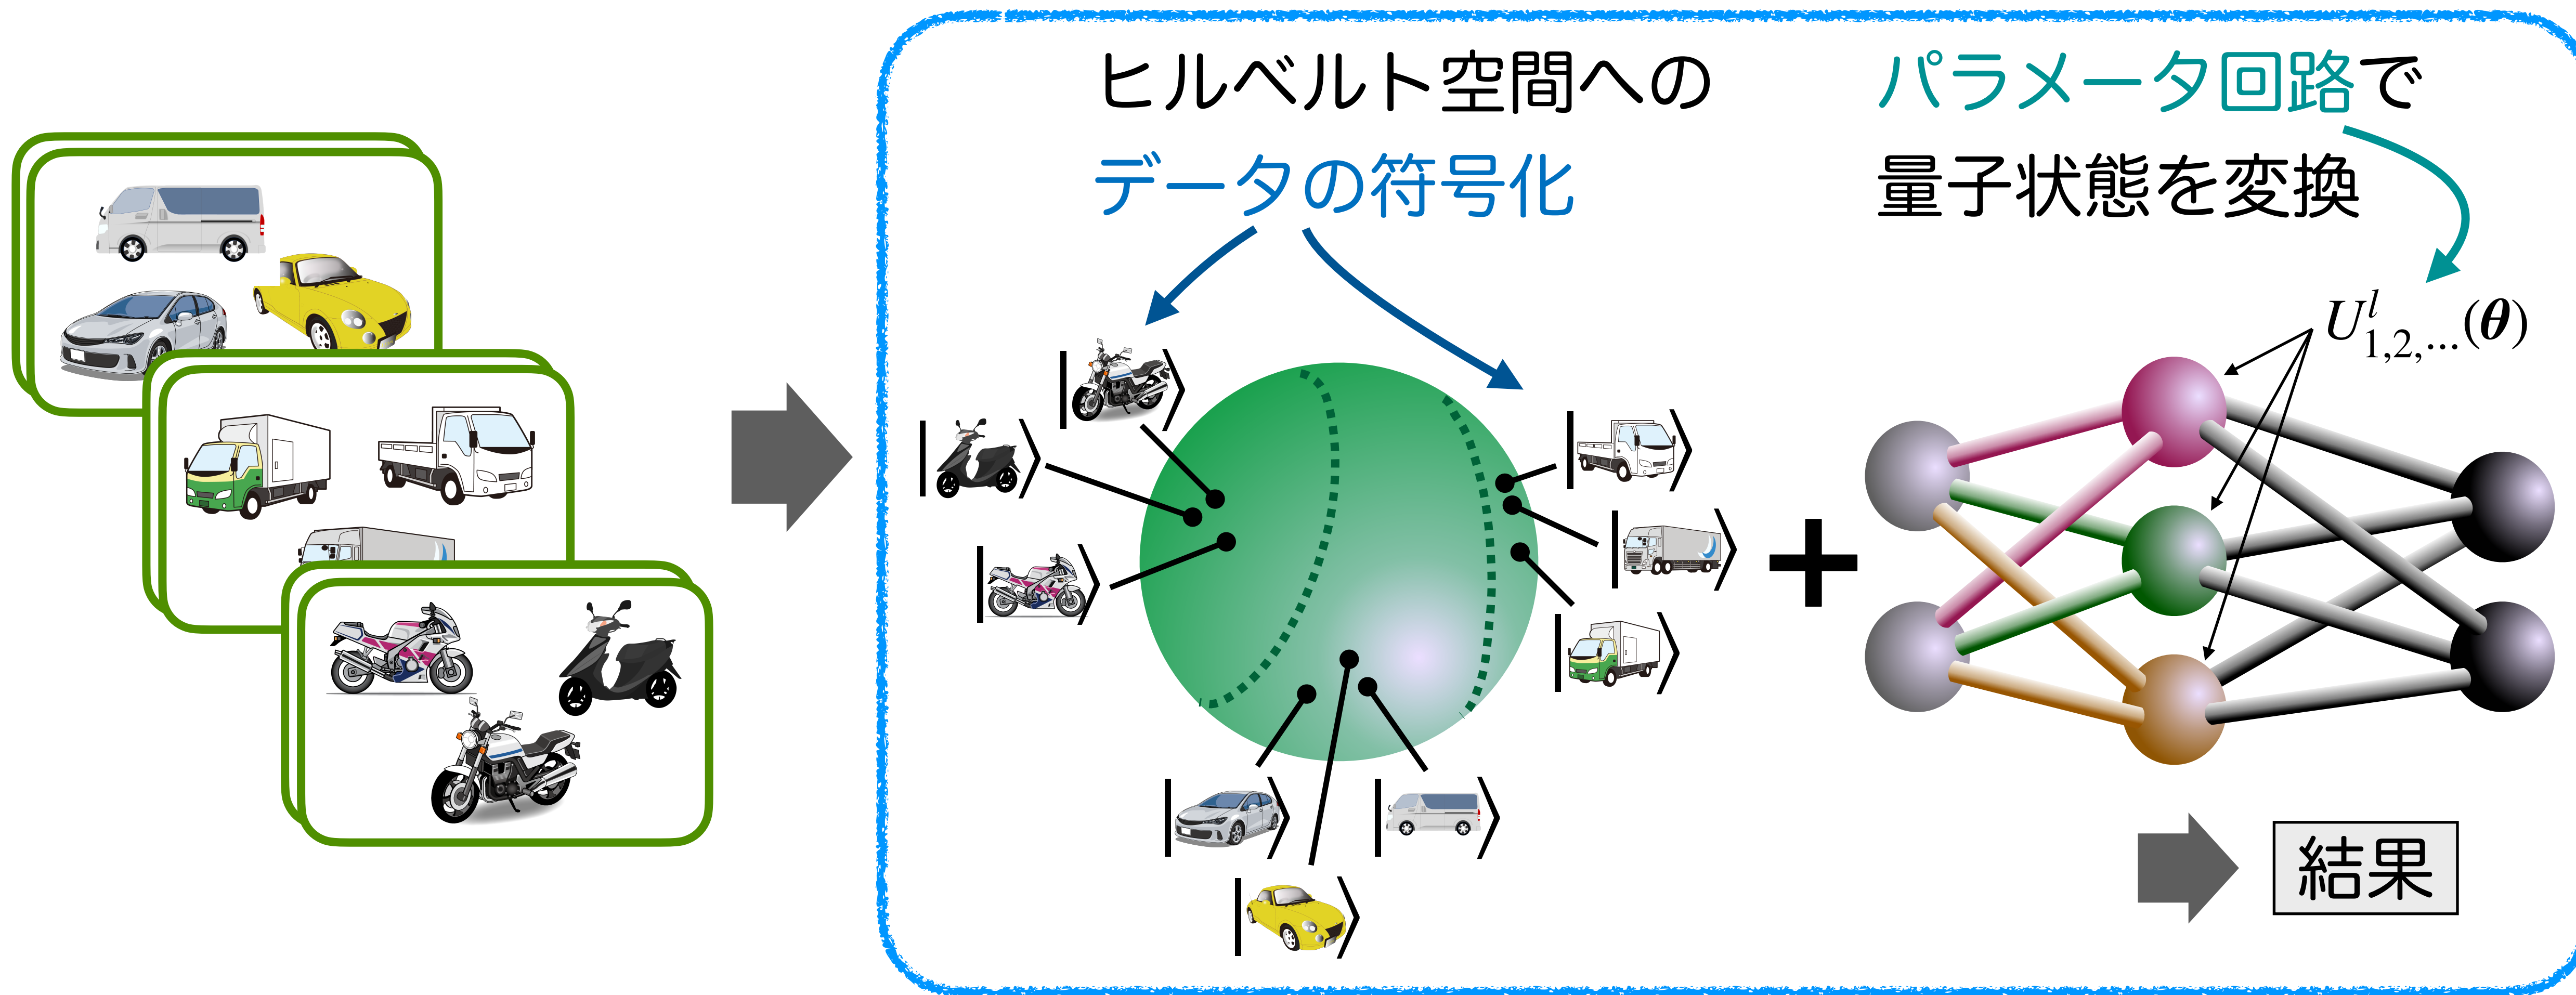 ヒルベルト空間への
データの符号化
パラメータ回路で
量子状態を変換
U^l_{1,2,...}(θ)
+
結果